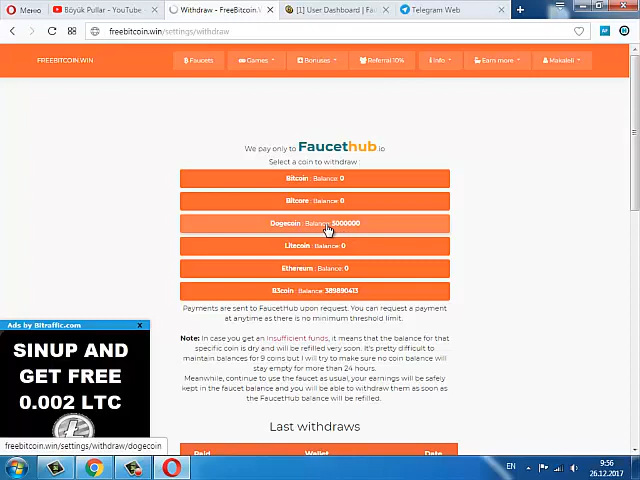 Меню
Böyük Pullar - YouTube
Withdraw - FreeBitcoin.W
[1] User Dashboard | Fa
Telegram Web
freebitcoin.win/settings/withdraw
FREEBITCOIN.WIN
Faucets
Games
Bonuses
Referral 10%
Info
Earn more
Makaleli
We pay only to Faucethub.io
Select a coin to withdraw :
Bitcoin : Balance: 0
Bitcore : Balance: 0
Dogecoin : Balance: 5000000
Litecoin : Balance: 0
Ethereum : Balance: 0
R3coin : Balance: 389890413
Payments are sent to FaucetHub upon request. You can request a payment
at anytime as there is no minimum threshold limit.
Note: In case you get an Insufficient funds, it means that the balance for that
specific coin is dry and will be refilled very soon. It's pretty difficult to
maintain balances for 9 coins but I will try to make sure no coin balance will
stay empty for more than 24 hours.
Meanwhile, continue to use the faucet as usual, your earnings will be safely
kept in the faucet balance and you will be able to withdraw them as soon as
the FaucetHub balance will be refilled.
Ads by Bitraffic.com
X
SINUP AND
GET FREE
0.002 LTC
Last withdraws
freebitcoin.win/settings/withdraw/dogecoin
Paid
Wallet
Date
EN
9:56
26.12.2017